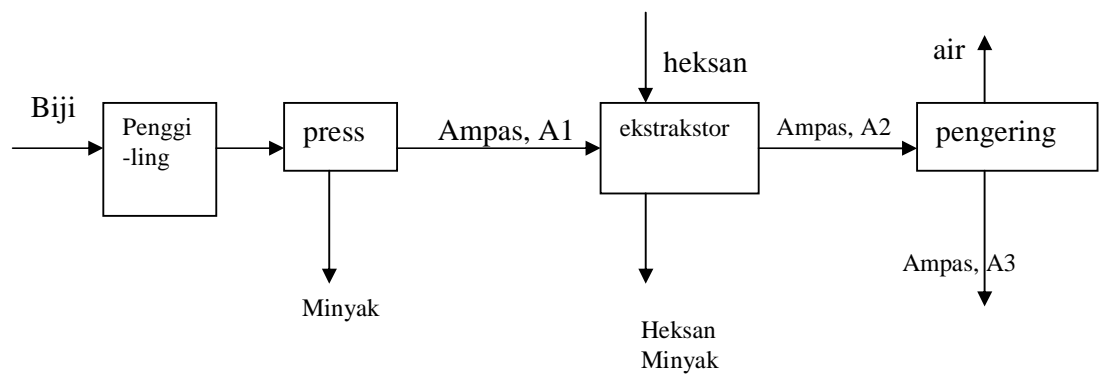 Biji
Penggi
-ling
press
Minyak
Ampas, A1
heksan
ekstrakstor
Heksan
Minyak
Ampas, A2
air
pengering
Ampas, A3